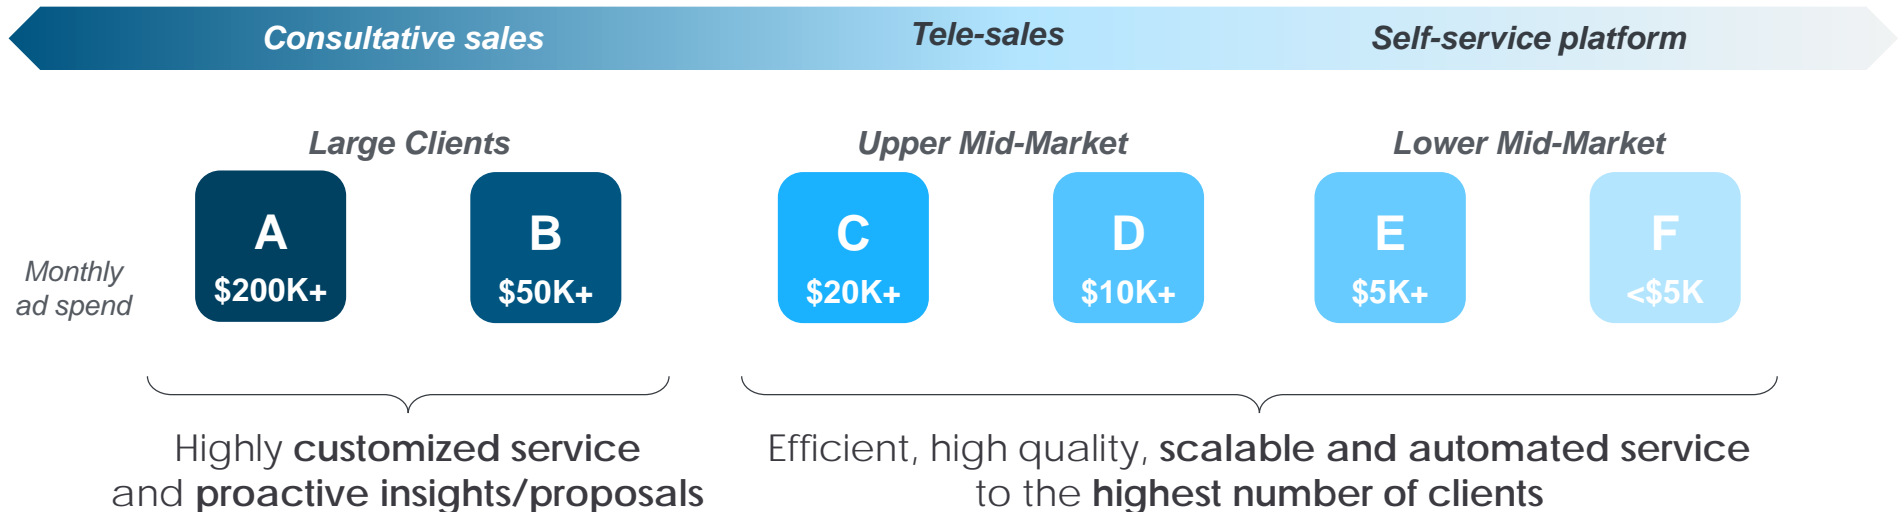 Consultative sales
Tele-sales
Self-service platform
Large Clients
Upper Mid-Market
Lower Mid-Market
Monthly
ad spend
A
$200K+
B
$50K+
C
$20K+
D
$10K+
E
$5K+
F
<$5K
Highly customized service
and proactive insights/proposals
Efficient, high quality, scalable and automated service
to the highest number of clients